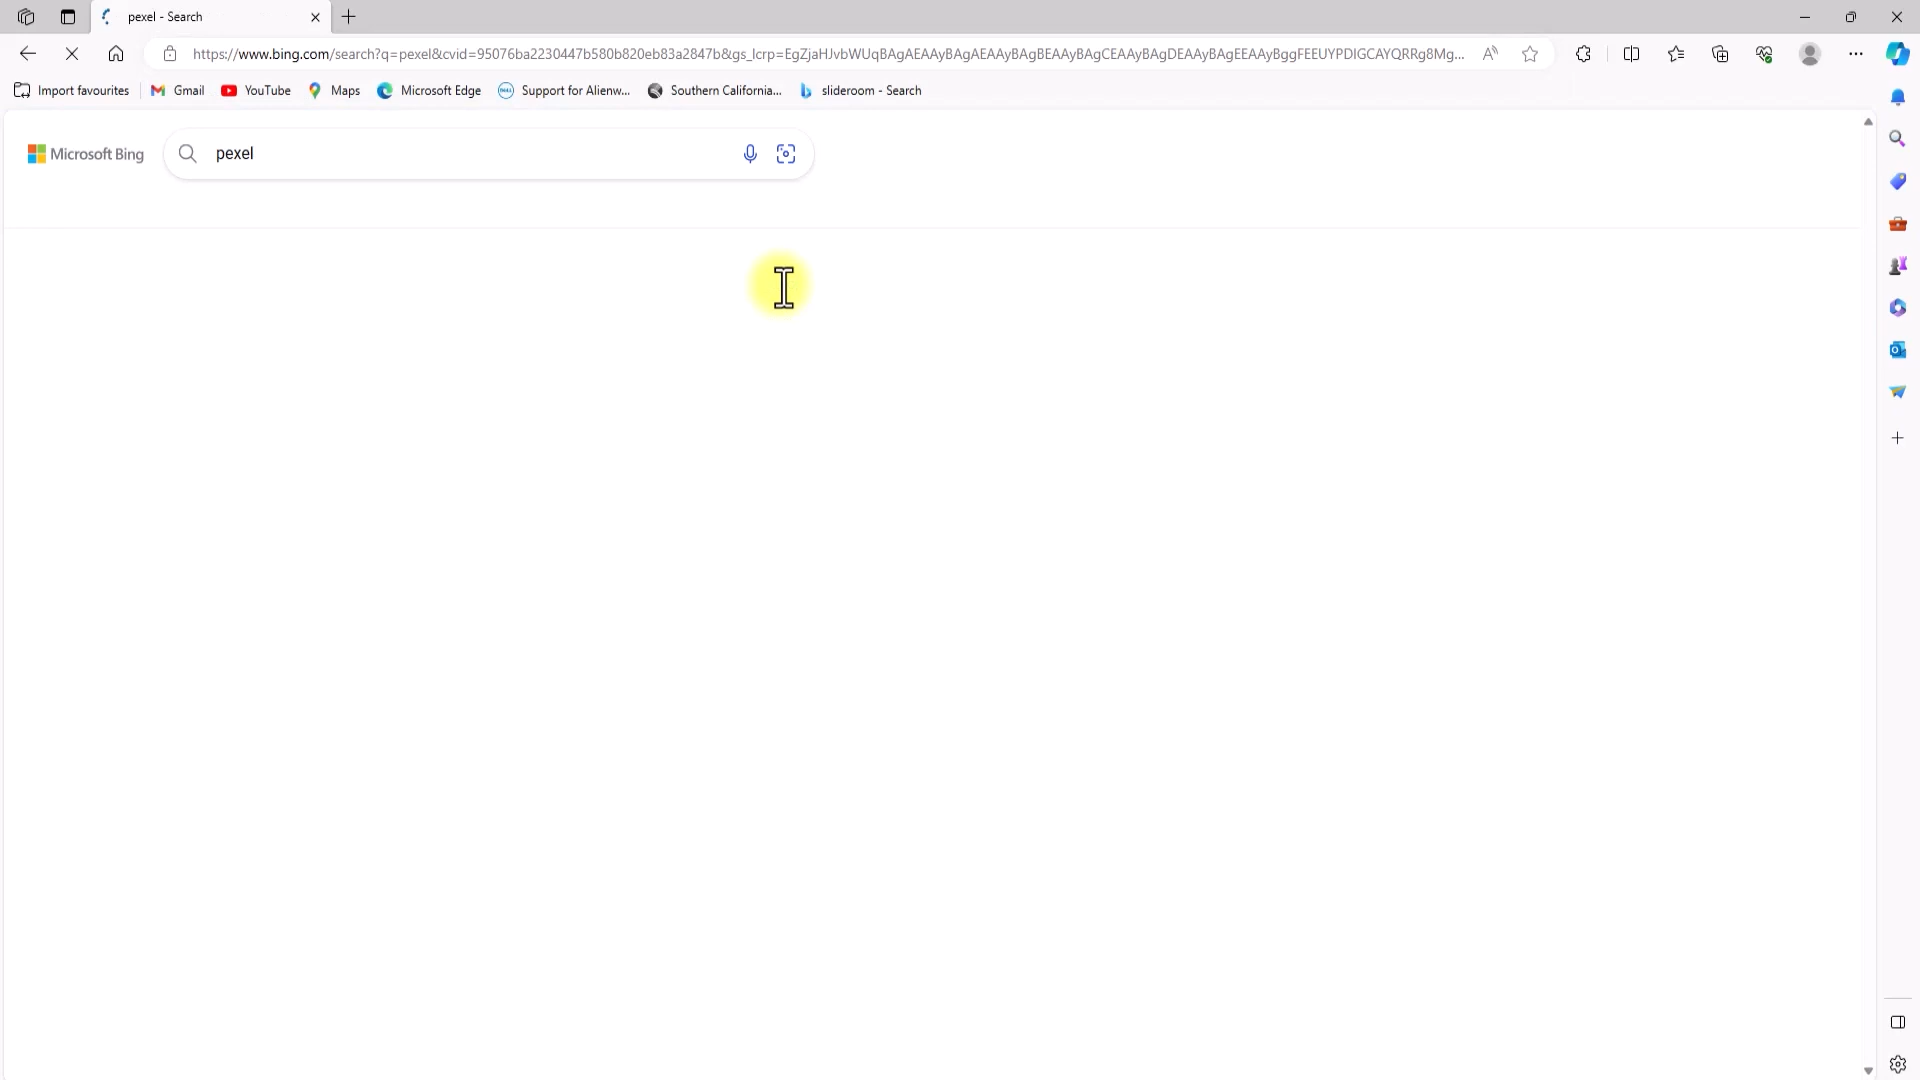 pexel - Search
https://www.bing.com/search?q=pexel&cvid=95076ba2230447b580b820eb83a2847b&gs_lcrp=EgZjaHJvbWUqBAgAEAAyBAgAEAAyBAgBEAAyBAgCEAAyBAgDEAAyBAgEEAAyBggFEEUYPDIGCAYQRRg8Mg...
Import favourites
Gmail
YouTube
Maps
Microsoft Edge
Support for Alienw...
Southern California...
slideroom - Search
Microsoft Bing
pexel